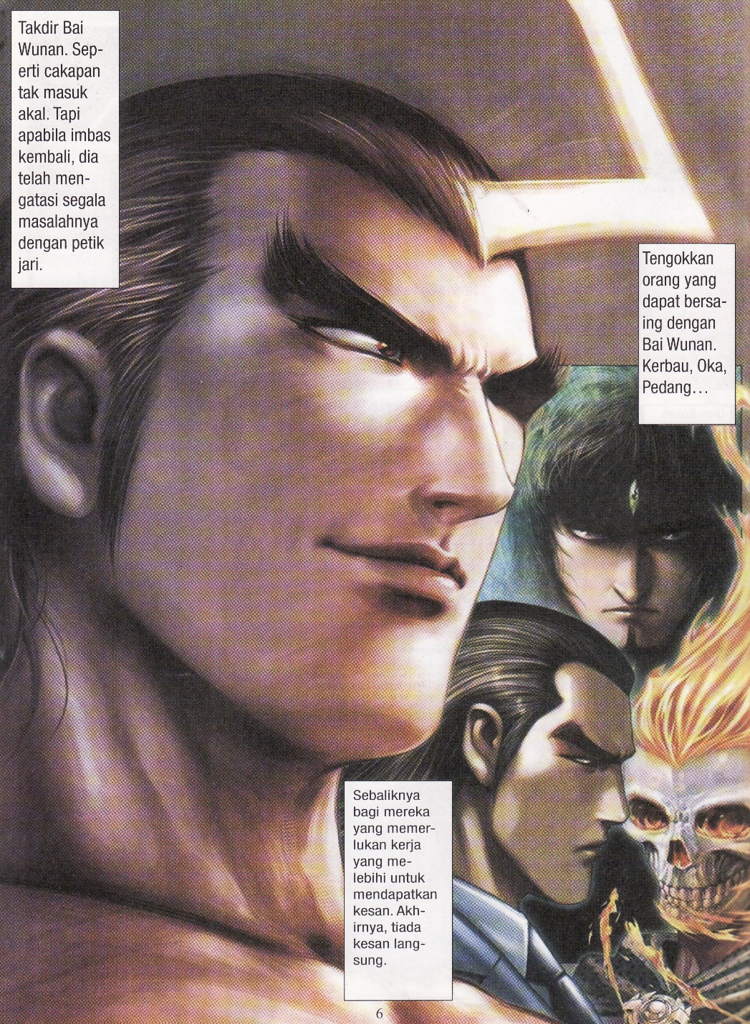 Takdir Bai
Wunan. Sep-
erti cakapan
tak masuk
akal. Tapi
apabila imbas
kembali, dia
telah men-
gatasi segala
masalahnya
dengan petik
jari.
Tengokkan
orang yang
dapat bersa-
ing dengan
Bai Wunan.
Kerbau, Oka,
Pedang...
Sebaliknya
bagi mereka
yang memer-
lukan kerja
yang me-
lebihi untuk
mendapatkan
kesan. Akh-
irnya, tiada
kesan lang-
sung.
6